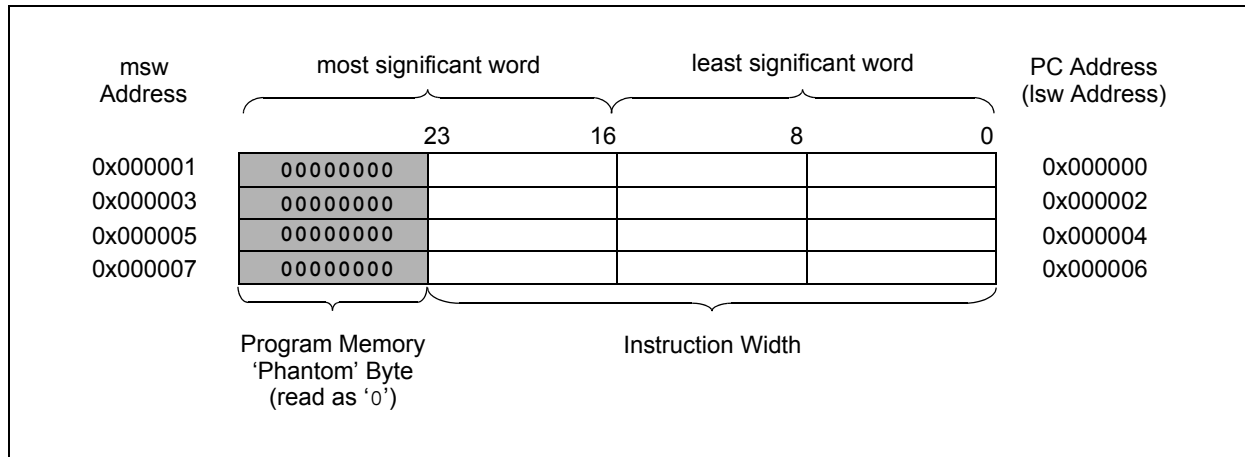 msw
Address
most significant word
least significant word
PC Address
(lsw Address)
23 16 8 0
0x000001 00000000 0x000000
0x000003 00000000 0x000002
0x000005 00000000 0x000004
0x000007 00000000 0x000006
Program Memory
‘Phantom’ Byte
(read as ‘0’)
Instruction Width